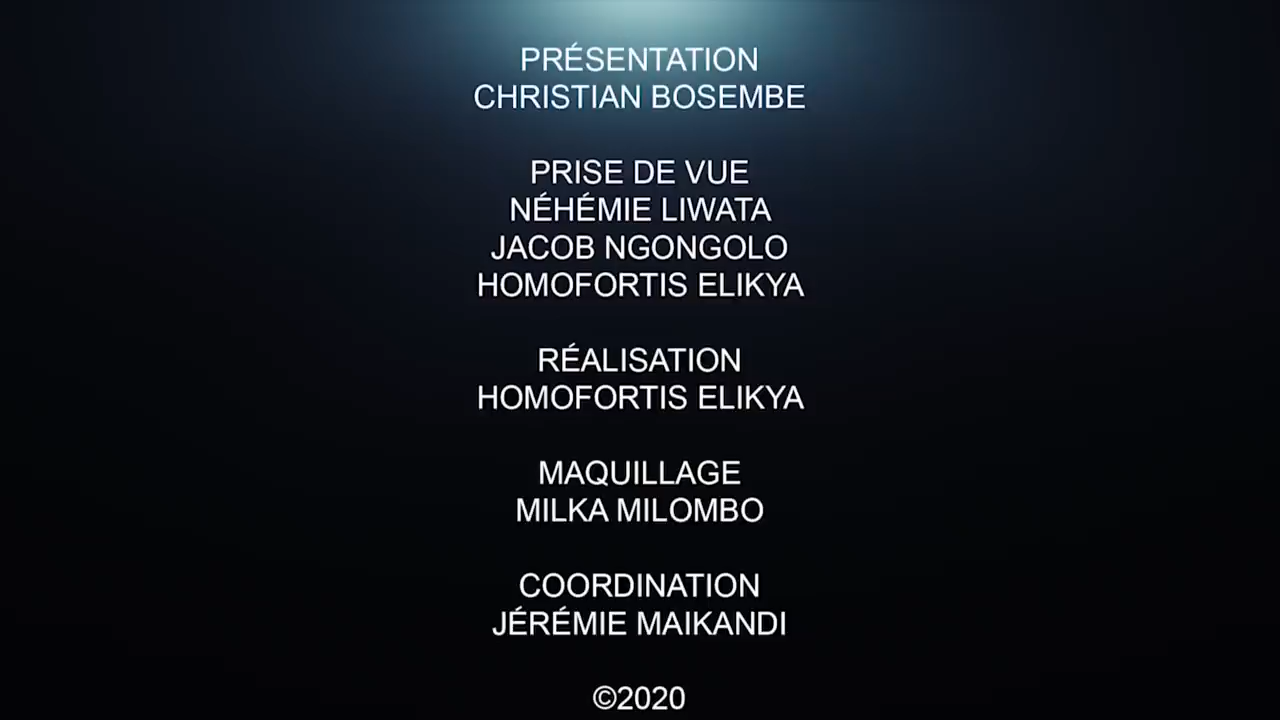 PRÉSENTATION
CHRISTIAN BOSEMBE
PRISE DE VUE
NÉHÉMIE LIWATA
JACOB NGONGOLO
HOMOFORTIS ELIKYA
RÉALISATION
HOMOFORTIS ELIKYA
MAQUILLAGE
MILKA MILOMBO
COORDINATION
JÉRÉMIE MAIKANDI
©2020